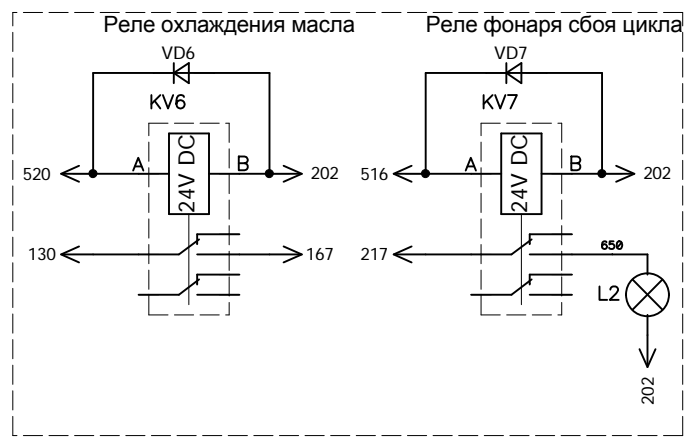 Реле охлаждения масла Реле фонаря сбоя цикла
VD6 VD7
KV6 KV7
520 A 24V DC B 202 516 A 24V DC B 202
130 167 217 650
L2
202